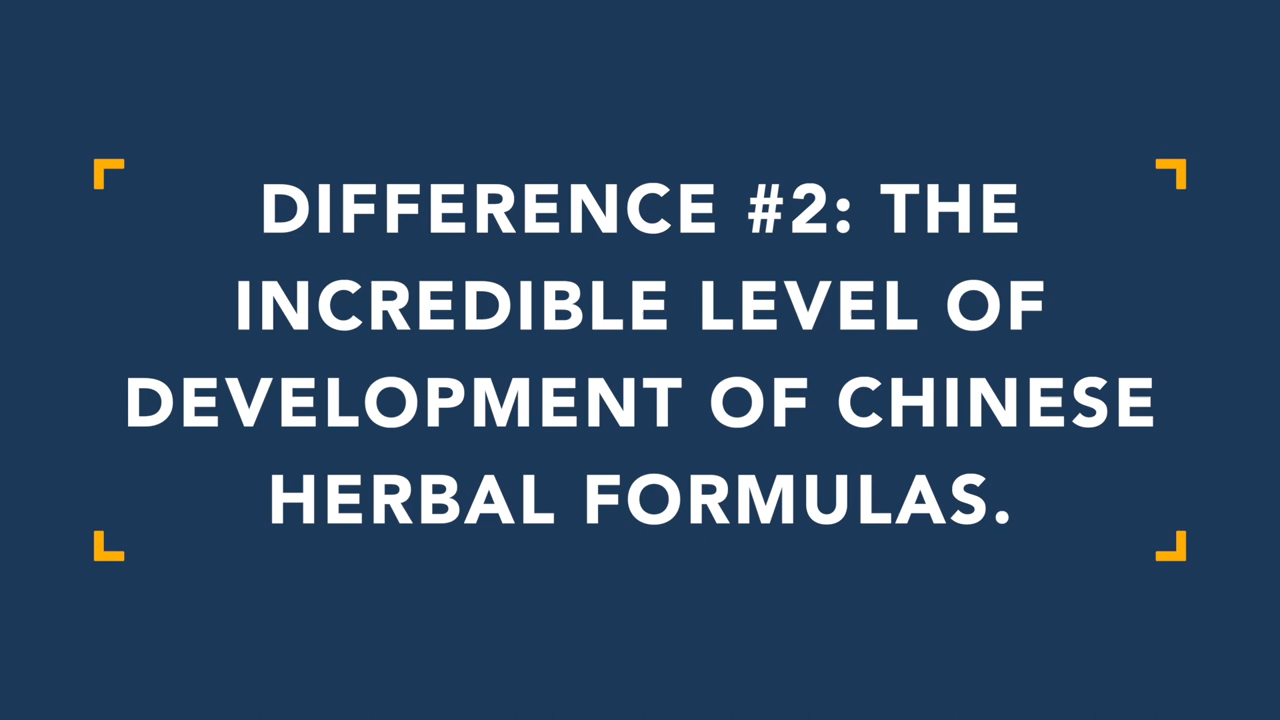 DIFFERENCE #2: THE
INCREDIBLE LEVEL OF
DEVELOPMENT OF CHINESE
HERBAL FORMULAS.